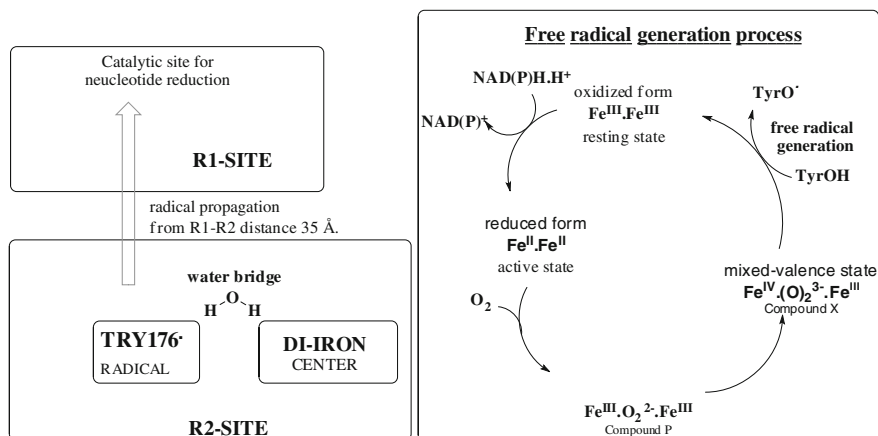 Catalytic site for
neucleotide reduction
R1-SITE
radical propagation
from R1-R2 distance 35 Å.
water bridge
H O H
TRY176·
RADICAL
DI-IRON
CENTER
R2-SITE
Free radical generation process
NAD(P)H.H⁺
NAD(P)⁺
oxidized form
Feᴵᴵᴵ.Feᴵᴵᴵ
resting state
TyrO·
free radical
generation
TyrOH
reduced form
Feᴵᴵ.Feᴵᴵ
active state
O₂
mixed-valence state
Feᴵⱽ.(O)₂³⁻.Feᴵᴵᴵ
Compound X
Feᴵᴵᴵ.O₂²⁻.Feᴵᴵᴵ
Compound P